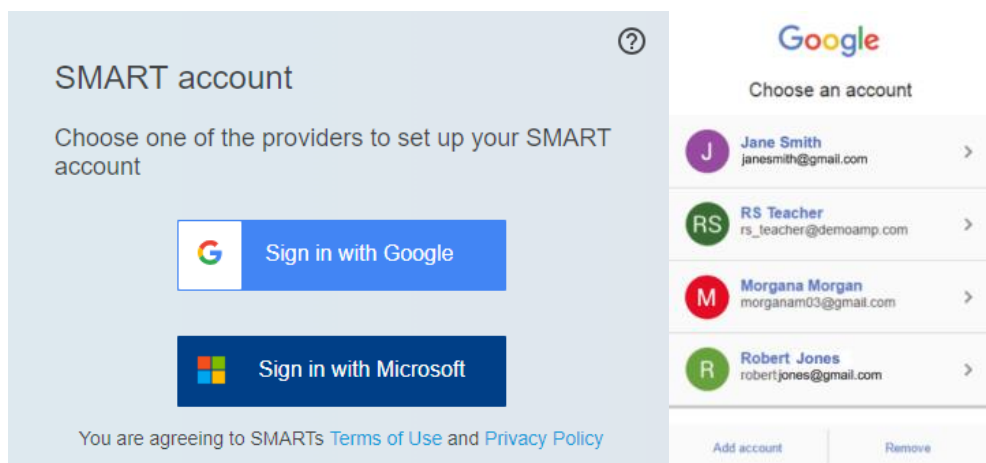 SMART account
Choose one of the providers to set up your SMART
account
Sign in with Google
Sign in with Microsoft
You are agreeing to SMARTs Terms of Use and Privacy Policy
Google
Choose an account
J
Jane Smith
janesmith@gmail.com
RS
RS Teacher
rs_teacher@demoamp.com
M
Morgana Morgan
morganam03@gmail.com
R
Robert Jones
robertjones@gmail.com
Add account Remove